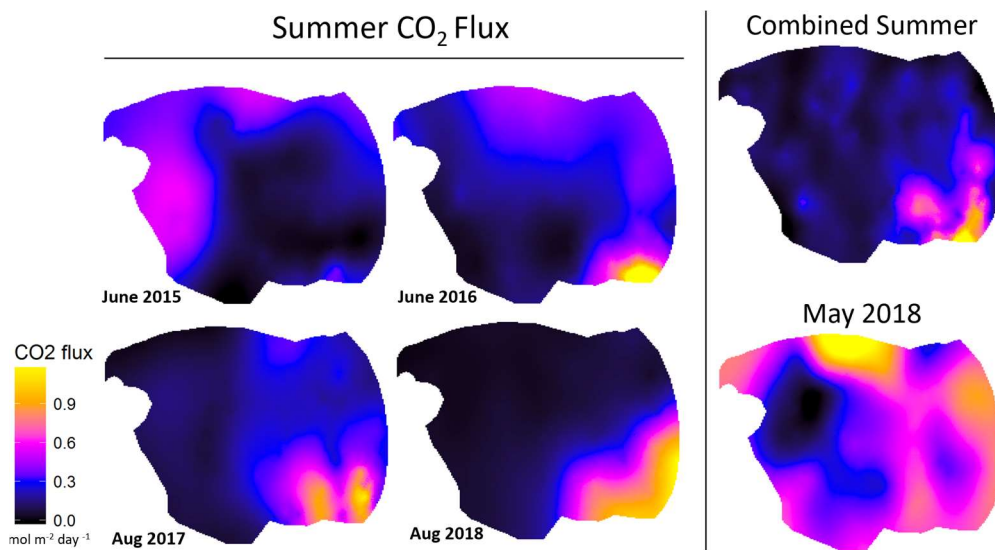 Summer CO₂ Flux
Combined Summer
June 2015
June 2016
May 2018
CO2 flux
0.9
0.6
0.3
0.0
mol m⁻² day ⁻¹
Aug 2017
Aug 2018